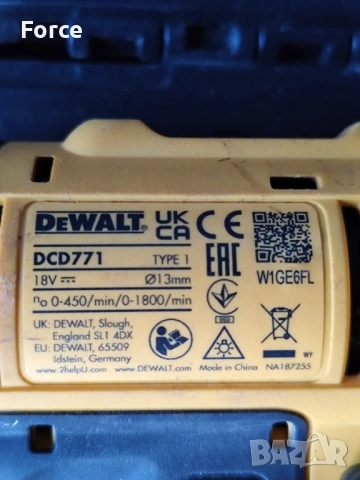 Force
DEWALT UK CA CE
DCD771 TYPE 1
18V Ø13mm
EAC
W1GE6FL
n₀ 0-450/min/0-1800/min
UK: DEWALT, Slough,
England SL1 4DX
EU: DEWALT, 65509
Idstein, Germany
www.2helpU.com www.DEWALT.com Made in China NA187255
WY
BAZAR